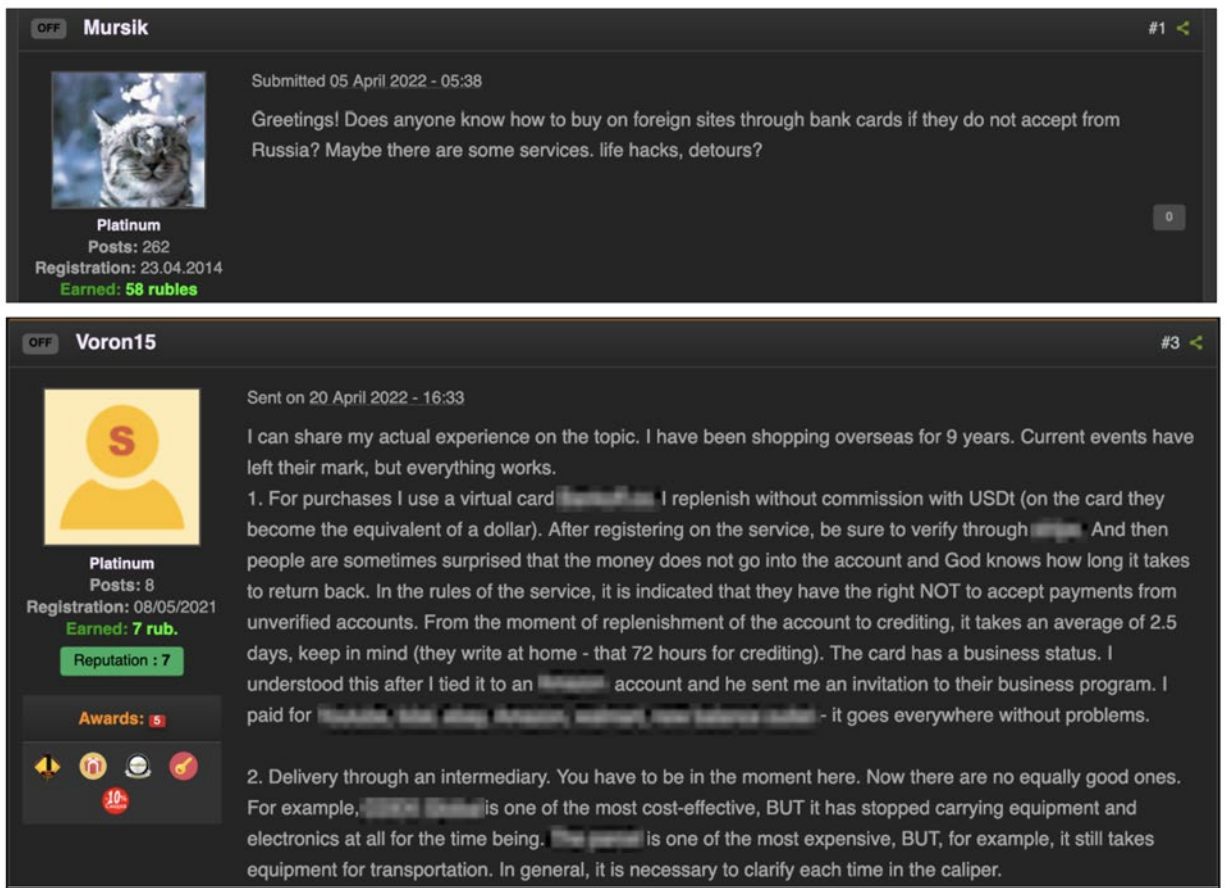 OFF Mursik #1
Submitted 05 April 2022 - 05:38
Greetings! Does anyone know how to buy on foreign sites through bank cards if they do not accept from
Russia? Maybe there are some services. life hacks, detours?
0
Platinum
Posts: 262
Registration: 23.04.2014
Earned: 58 rubles
OFF Voron15 #3
Sent on 20 April 2022 - 16:33
S
I can share my actual experience on the topic. I have been shopping overseas for 9 years. Current events have
left their mark, but everything works.
1. For purchases I use a virtual card I replenish without commission with USDt (on the card they
become the equivalent of a dollar). After registering on the service, be sure to verify through And then
people are sometimes surprised that the money does not go into the account and God knows how long it takes
to return back. In the rules of the service, it is indicated that they have the right NOT to accept payments from
unverified accounts. From the moment of replenishment of the account to crediting, it takes an average of 2.5
days, keep in mind (they write at home - that 72 hours for crediting). The card has a business status. I
understood this after I tied it to an account and he sent me an invitation to their business program. I
paid for - it goes everywhere without problems.
2. Delivery through an intermediary. You have to be in the moment here. Now there are no equally good ones.
For example, is one of the most cost-effective, BUT it has stopped carrying equipment and
electronics at all for the time being. is one of the most expensive, BUT, for example, it still takes
equipment for transportation. In general, it is necessary to clarify each time in the caliper.
Platinum
Posts: 8
Registration: 08/05/2021
Earned: 7 rub.
Reputation : 7
Awards: 5
-10%